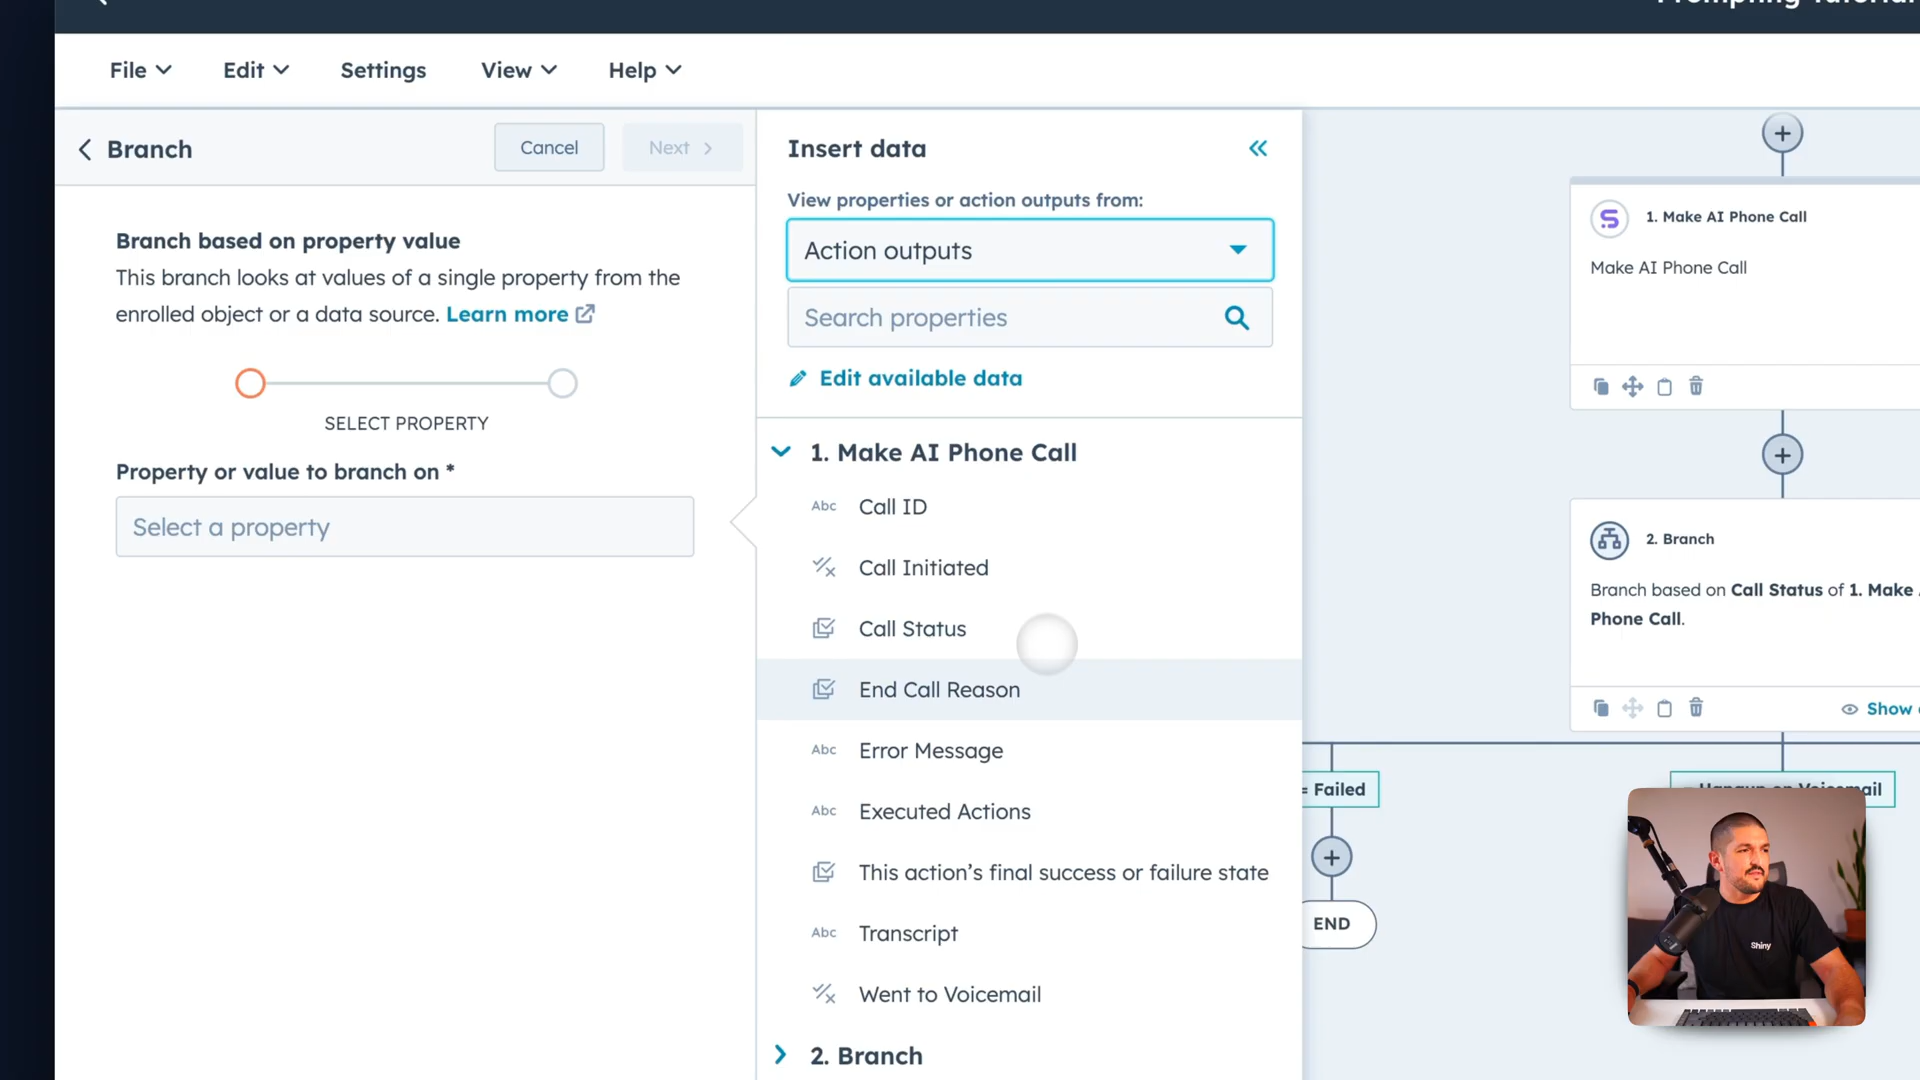 File
Edit
Settings
View
Help
Branch
Cancel
Next
Branch based on property value
This branch looks at values of a single property from the
enrolled object or a data source. Learn more
SELECT PROPERTY
Property or value to branch on *
Select a property
Insert data
View properties or action outputs from:
Action outputs
Search properties
Edit available data
1. Make AI Phone Call
Abc Call ID
Call Initiated
Call Status
End Call Reason
Abc Error Message
Abc Executed Actions
This action's final success or failure state
Abc Transcript
Went to Voicemail
2. Branch
1. Make AI Phone Call
Make AI Phone Call
2. Branch
Branch based on Call Status of 1. Make
Phone Call.
Show
= Failed
END
Shiny